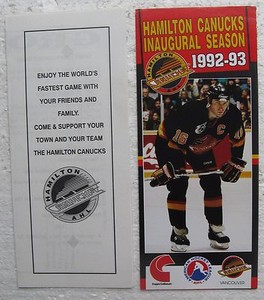 ENJOY THE WORLD'S
FASTEST GAME WITH
YOUR FRIENDS AND
FAMILY.
COME & SUPPORT YOUR
TOWN AND YOUR TEAM
THE HAMILTON CANUCKS
HAMILTON
AHL
HAMILTON CANUCKS
INAUGURAL SEASON
1992-93
HAMILTON
16
C
VANCOUVER